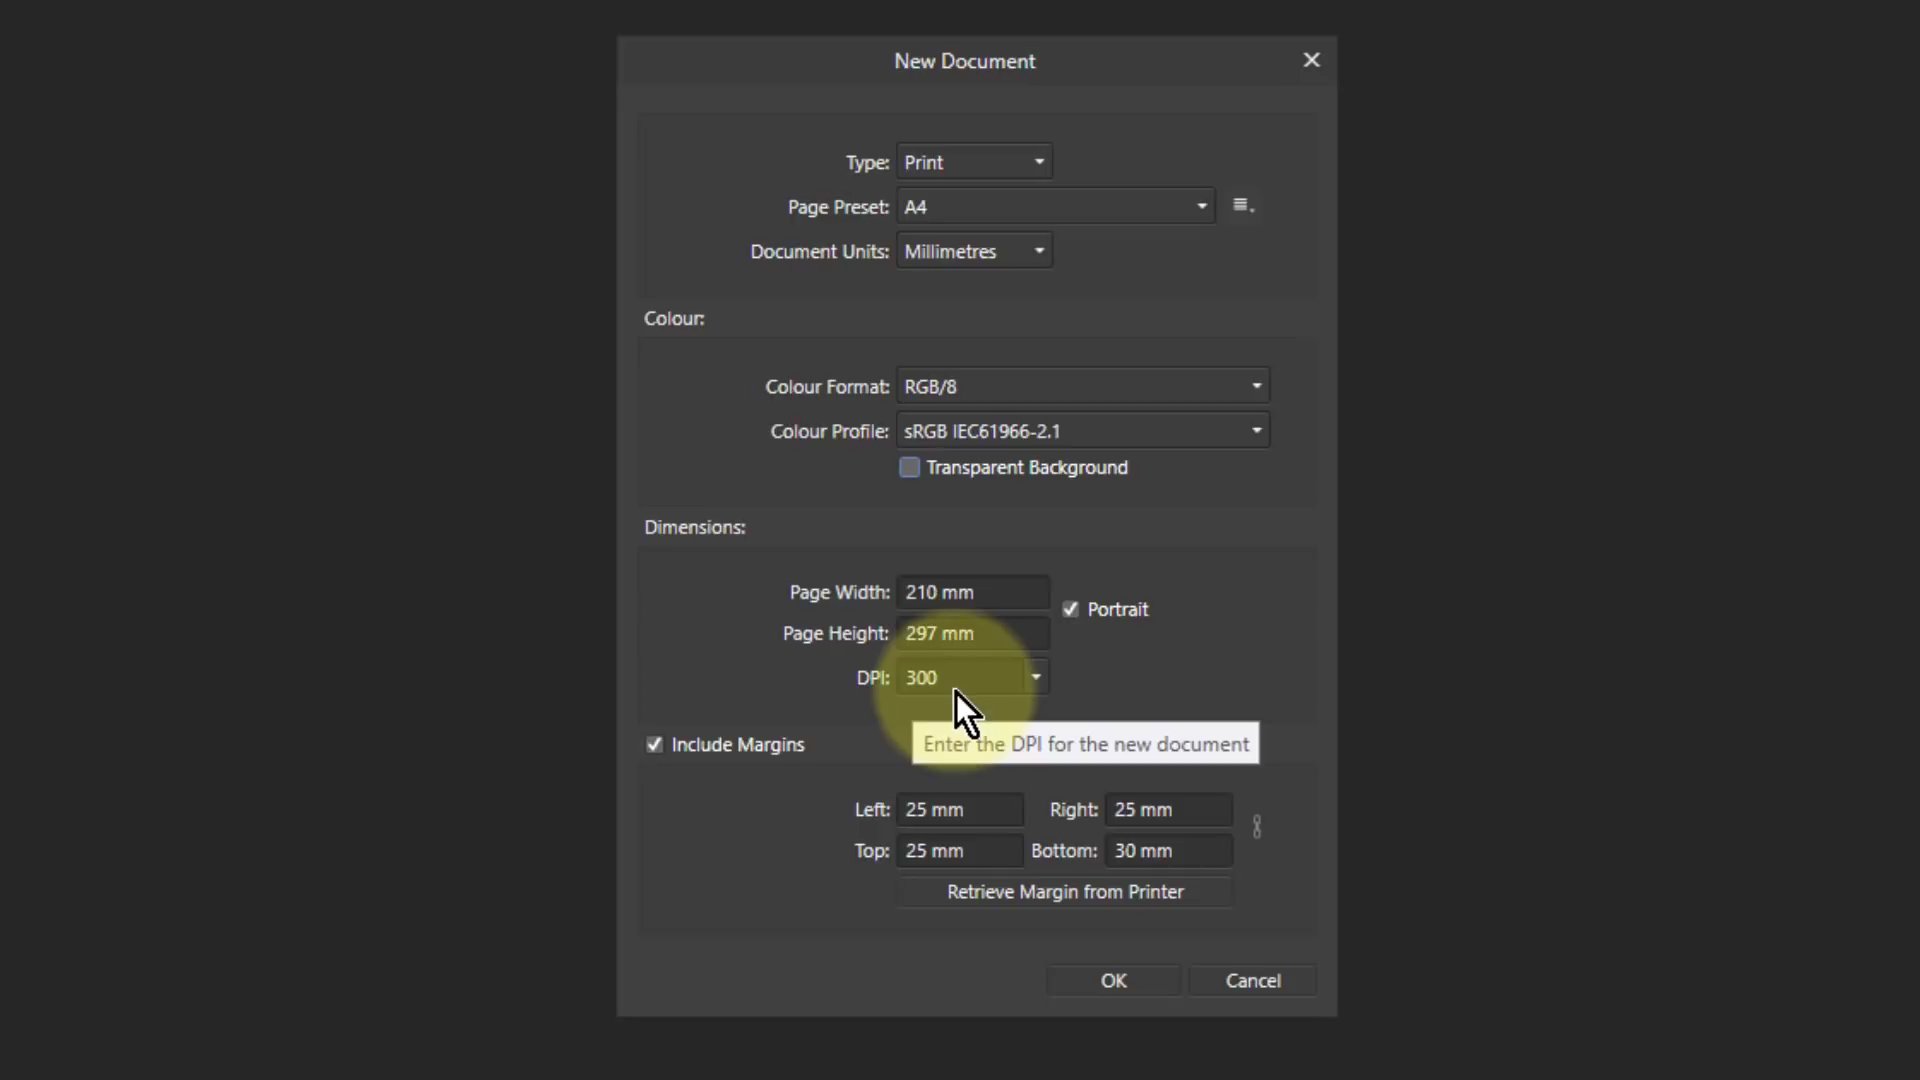 New Document
Type: Print
Page Preset: A4
Document Units: Millimetres
Colour:
Colour Format: RGB/8
Colour Profile: sRGB IEC61966-2.1
Transparent Background
Dimensions:
Page Width: 210 mm
Portrait
Page Height: 297 mm
DPI: 300
Include Margins
Enter the DPI for the new document
Left: 25 mm Right: 25 mm
Top: 25 mm Bottom: 30 mm
Retrieve Margin from Printer
OK Cancel